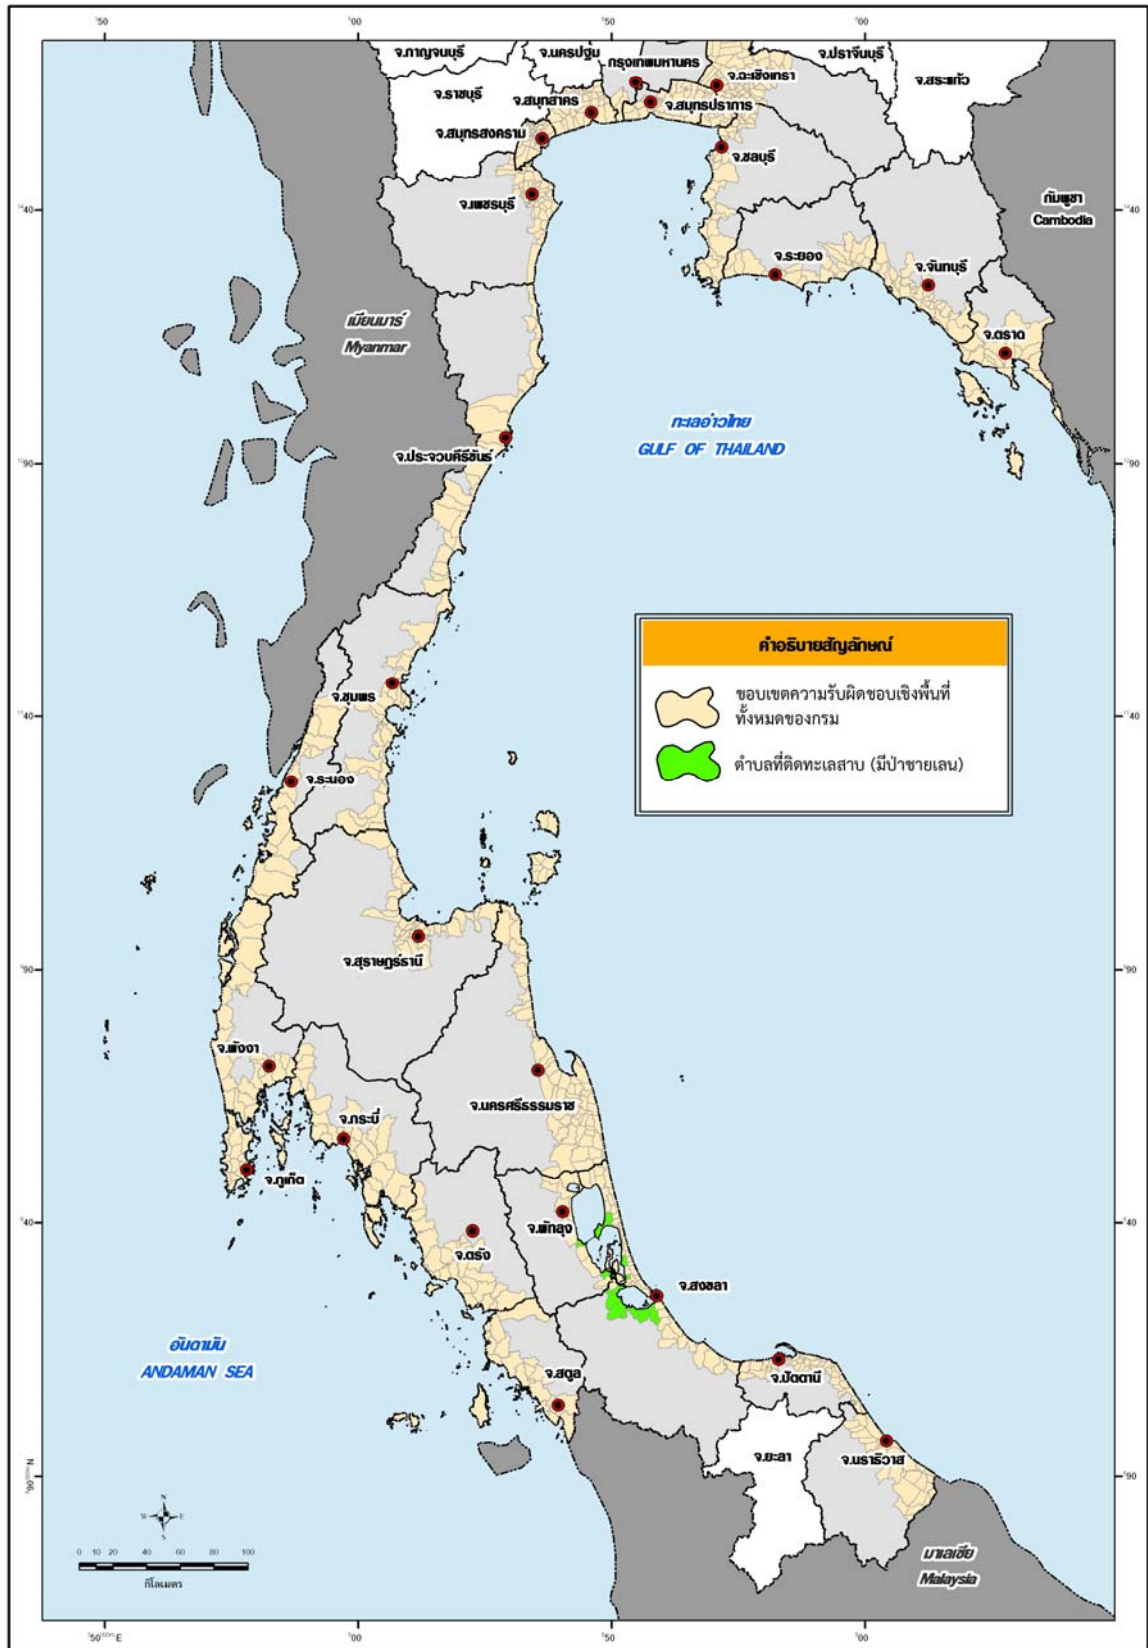 50
00
50
00
จ.กาญจนบุรี
จ.นครปฐม
กรุงเทพมหานคร
จ.ปราจีนบุรี
จ.ฉะเชิงเทรา
จ.สระแก้ว
จ.ราชบุรี
จ.สมุทสาคร
จ.สมุทรปราการ
จ.สมุทรสงคราม
จ.ชลบุรี
จ.เพชรบุรี
กัมพูชา
Cambodia
จ.ระยอง
จ.จันทบุรี
เมียนมาร์
Myanmar
จ.ตราด
ทะเลอ่าวไทย
GULF OF THAILAND
จ.ประจวบคีรีขันธ์
คำอธิบายสัญลักษณ์
ขอบเขตความรับผิดชอบเชิงพื้นที่
ทั้งหมดของกรม
ตำบลที่ติดทะเลสาบ (มีป่าชายเลน)
จ.ชุมพร
จ.ระนอง
จ.สุราษฎร์ธานี
จ.พังงา
จ.นครศรีธรรมราช
จ.กระบี่
จ.ภูเก็ต
จ.พัทลุง
จ.ตรัง
จ.สงขลา
อันดามัน
ANDAMAN SEA
จ.สตูล
จ.ปัตตานี
จ.ยะลา
จ.นราธิวาส
มาเลเซีย
Malaysia
N
W E
S
0 10 20 40 60 80 100
กิโลเมตร